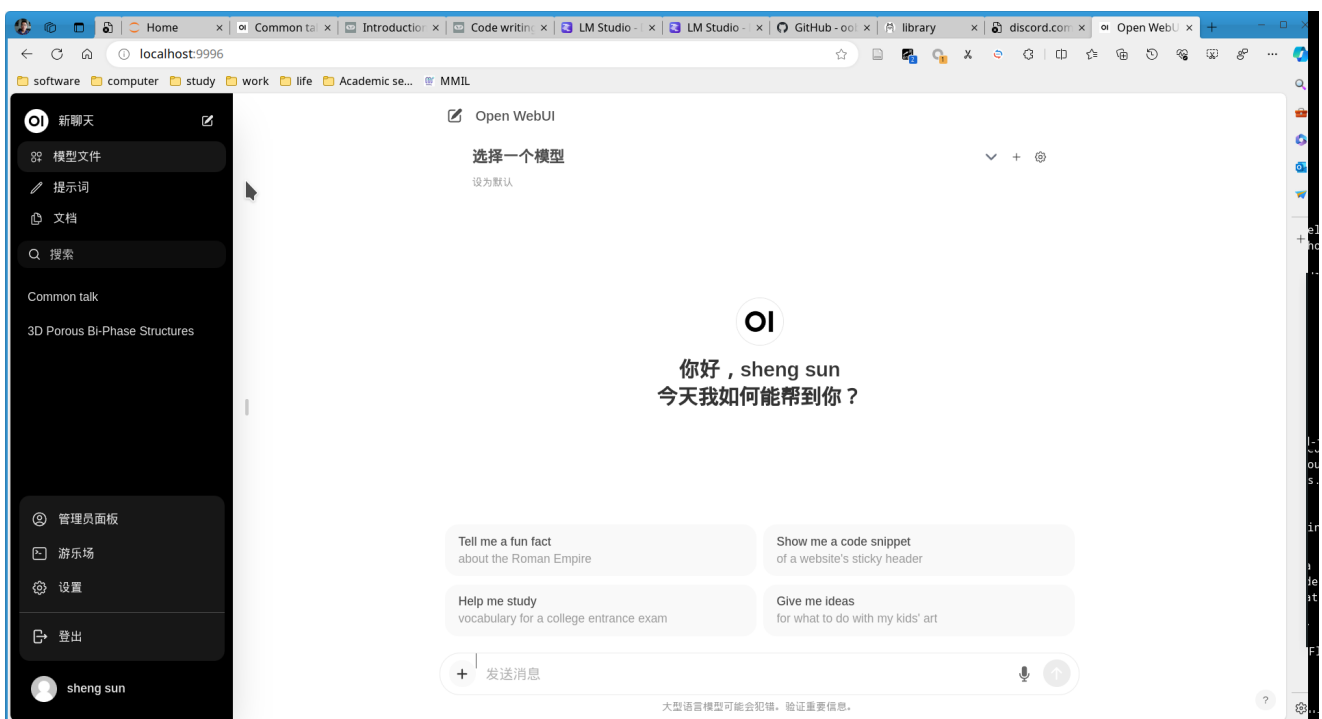 Home
Common tal
Introduction
Code writing
LM Studio -
LM Studio -
GitHub - ool
library
discord.com
Open WebU
localhost:9996
software
computer
study
work
life
Academic se...
MMIL
OI 新聊天
模型文件
提示词
文档
搜索
Common talk
3D Porous Bi-Phase Structures
管理员面板
游乐场
设置
登出
sheng sun
Open WebUI
选择一个模型
设为默认
OI
你好，sheng sun
今天我如何能帮到你？
Tell me a fun fact
about the Roman Empire
Show me a code snippet
of a website's sticky header
Help me study
vocabulary for a college entrance exam
Give me ideas
for what to do with my kids' art
发送消息
大型语言模型可能会犯错。验证重要信息。
?